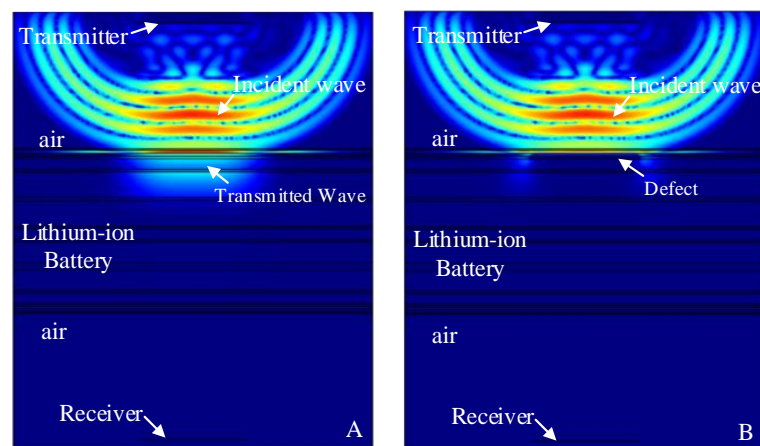 Transmitter
Incident wave
air
Transmitted Wave
Lithium-ion
Battery
air
Receiver
A
Transmitter
Incident wave
air
Defect
Lithium-ion
Battery
air
Receiver
B